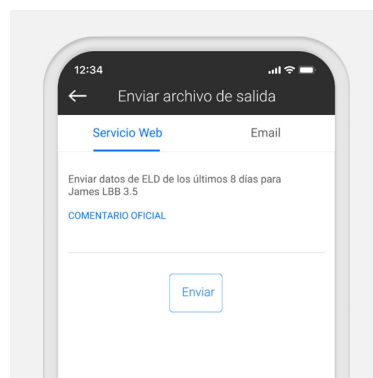 12:34
Enviar archivo de salida
Servicio Web
Email
Enviar datos de ELD de los últimos 8 días para
James LBB 3.5
COMENTARIO OFICIAL
Enviar